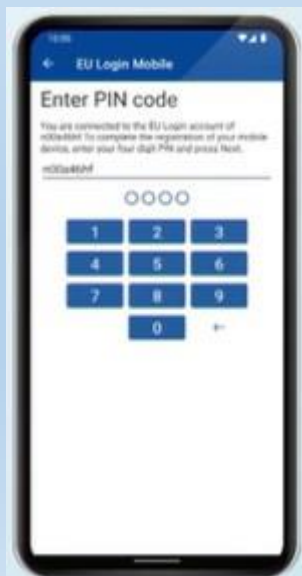 10:06
← EU Login Mobile
Enter PIN code
You are connected to the EU Login account of
To complete the registration of your mobile
device, enter your four digit PIN and press Next.
1 2 3
4 5 6
7 8 9
0 ←